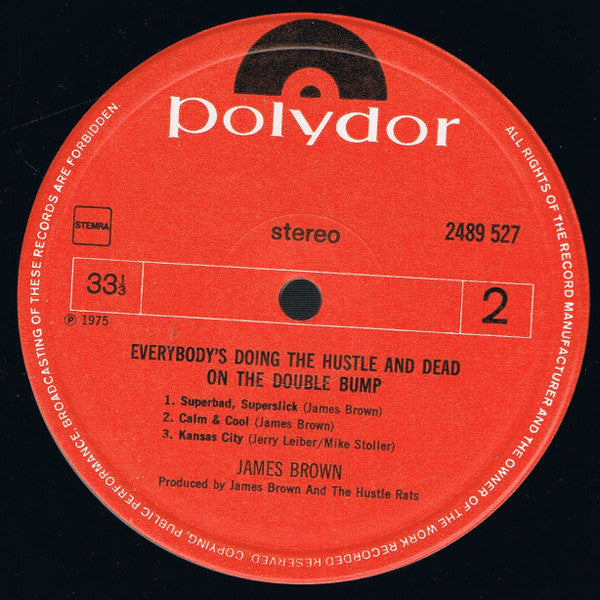 polydor
STEMRA
stereo
2489 527
33⅓
2
℗ 1975
EVERYBODY'S DOING THE HUSTLE AND DEAD
ON THE DOUBLE BUMP
1. Superbad, Superslick (James Brown)
2. Calm & Cool (James Brown)
3. Kansas City (Jerry Leiber/Mike Stoller)
JAMES BROWN
Produced by James Brown And The Hustle Rats
ALL RIGHTS OF THE RECORD MANUFACTURER AND THE OWNER OF THE WORK RECORDED RESERVED. COPYING, PUBLIC PERFORMANCE, BROADCASTING OF THESE RECORDS ARE FORBIDDEN.